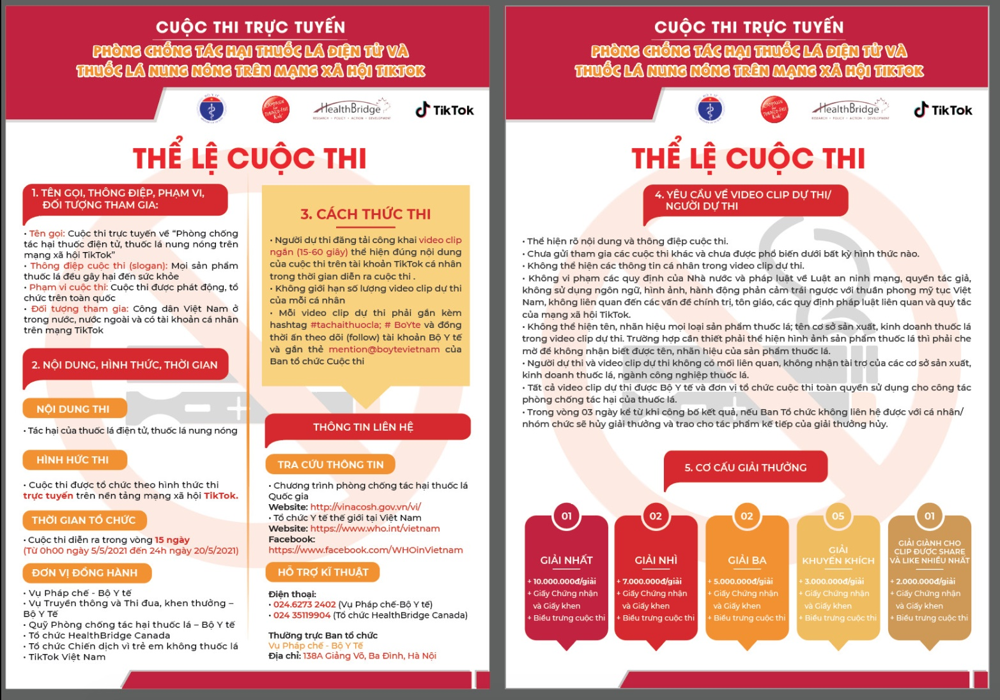 CUỘC THI TRỰC TUYẾN
PHÒNG CHỐNG TÁC HẠI THUỐC LÁ ĐIỆN TỬ VÀ
THUỐC LÁ NUNG NÓNG TRÊN MẠNG XÃ HỘI TIKTOK
BỘ Y TẾ
CAMPAIGN
for
TOBACCO-FREE
Kids
HealthBridge
RESEARCH • POLICY • ACTION • DEVELOPMENT
TikTok
THỂ LỆ CUỘC THI
1. TÊN GỌI, THÔNG ĐIỆP, PHẠM VI,
ĐỐI TƯỢNG THAM GIA:
• Tên gọi: Cuộc thi trực tuyến về “Phòng chống
tác hại thuốc điện tử, thuốc lá nung nóng trên
mạng xã hội TikTok”
• Thông điệp cuộc thi (slogan): Mọi sản phẩm
thuốc lá đều gây hại đến sức khỏe
• Phạm vi cuộc thi: Cuộc thi được phát động, tổ
chức trên toàn quốc
• Đối tượng tham gia: Công dân Việt Nam ở
trong nước, nước ngoài và có tài khoản cá nhân
trên mạng TikTok
2. NỘI DUNG, HÌNH THỨC, THỜI GIAN
NỘI DUNG THI
• Tác hại của thuốc lá điện tử, thuốc lá nung nóng
HÌNH HỨC THI
• Cuộc thi được tổ chức theo hình thức thi
trực tuyến trên nền tảng mạng xã hội TikTok.
THỜI GIAN TỔ CHỨC
• Cuộc thi diễn ra trong vòng 15 ngày
(Từ 0h00 ngày 5/5/2021 đến 24h ngày 20/5/2021)
ĐƠN VỊ ĐỒNG HÀNH
• Vụ Pháp chế - Bộ Y tế
• Vụ Truyền thông và Thi đua, khen thưởng –
Bộ Y Tế
• Quỹ Phòng chống tác hại thuốc lá – Bộ Y tế
• Tổ chức HealthBridge Canada
• Tổ chức Chiến dịch vì trẻ em không thuốc lá
• TikTok Việt Nam
3. CÁCH THỨC THI
• Người dự thi đăng tải công khai video clip
ngắn (15-60 giây) thể hiện đúng nội dung
của cuộc thi trên tài khoản TikTok cá nhân
trong thời gian diễn ra cuộc thi .
• Không giới hạn số lượng video clip dự thi
của mỗi cá nhân
• Mỗi video clip dự thi phải gắn kèm
hashtag #tachaithuocla; # BoYte và đồng
thời ấn theo dõi (follow) tài khoản Bộ Y tế
và gắn thẻ mention@boytevietnam của
Ban tổ chức Cuộc thi
THÔNG TIN LIÊN HỆ
TRA CỨU THÔNG TIN
• Chương trình phòng chống tác hại thuốc lá
Quốc gia
Website: http://vinacosh.gov.vn/vi/
• Tổ chức Y tế thế giới tại Việt Nam
Website: https://www.who.int/vietnam
Facebook:
https://www.facebook.com/WHOinVietnam
HỖ TRỢ KĨ THUẬT
Điện thoại:
• 024.6273 2402 (Vụ Pháp chế-Bộ Y tế)
• 024 35119904 (Tổ chức HealthBridge Canada)
Thường trực Ban tổ chức
Vụ Pháp chế - Bộ Y Tế
Địa chỉ: 138A Giảng Võ, Ba Đình, Hà Nội
CUỘC THI TRỰC TUYẾN
PHÒNG CHỐNG TÁC HẠI THUỐC LÁ ĐIỆN TỬ VÀ
THUỐC LÁ NUNG NÓNG TRÊN MẠNG XÃ HỘI TIKTOK
BỘ Y TẾ
CAMPAIGN
for
TOBACCO-FREE
Kids
HealthBridge
RESEARCH • POLICY • ACTION • DEVELOPMENT
TikTok
THỂ LỆ CUỘC THI
4. YÊU CẦU VỀ VIDEO CLIP DỰ THI/
NGƯỜI DỰ THI
• Thể hiện rõ nội dung và thông điệp cuộc thi.
• Chưa gửi tham gia các cuộc thi khác và chưa được phổ biến dưới bất kỳ hình thức nào.
• Không thể hiện các thông tin cá nhân trong video clip dự thi.
• Không vi phạm các quy định của Nhà nước và pháp luật về Luật an ninh mạng, quyền tác giả,
không sử dụng ngôn ngữ, hình ảnh, hành động phản cảm trái ngược với thuần phong mỹ tục Việt
Nam, không liên quan đến các vấn đề chính trị, tôn giáo, các quy định pháp luật liên quan và quy tắc
của mạng xã hội TikTok.
• Không thể hiện tên, nhãn hiệu mọi loại sản phẩm thuốc lá; tên cơ sở sản xuất, kinh doanh thuốc lá
trong video clip dự thi. Trường hợp cần thiết phải thể hiện hình ảnh sản phẩm thuốc lá thì phải che
mờ để không nhận biết được tên, nhãn hiệu của sản phẩm thuốc lá.
• Người dự thi và video clip dự thi không có mối liên quan, không nhận tài trợ của các cơ sở sản xuất,
kinh doanh thuốc lá, ngành công nghiệp thuốc lá.
• Tất cả video clip dự thi được Bộ Y tế và đơn vị tổ chức cuộc thi toàn quyền sử dụng cho công tác
phòng chống tác hại của thuốc lá.
• Trong vòng 03 ngày kể từ khi công bố kết quả, nếu Ban Tổ chức không liên hệ được với cá nhân/
nhóm chức sẽ hủy giải thưởng và trao cho tác phẩm kế tiếp của giải thưởng hủy.
5. CƠ CẤU GIẢI THƯỞNG
01
GIẢI NHẤT
+ 10.000.000đ/giải
+ Giấy Chứng nhận
và Giấy khen
+ Biểu trưng cuộc thi
02
GIẢI NHÌ
+ 7.000.000đ/giải
+ Giấy Chứng nhận
và Giấy khen
+ Biểu trưng cuộc thi
02
GIẢI BA
+ 5.000.000đ/giải
+ Giấy Chứng nhận
và Giấy khen
+ Biểu trưng cuộc thi
05
GIẢI
KHUYẾN KHÍCH
+ 3.000.000đ/giải
+ Giấy Chứng nhận
và Giấy khen
+ Biểu trưng cuộc thi
01
GIẢI GIÀNH CHO
CLIP ĐƯỢC SHARE
VÀ LIKE NHIỀU NHẤT
+ 2.000.000đ/giải
+ Giấy Chứng nhận
và Giấy khen
+ Biểu trưng cuộc thi